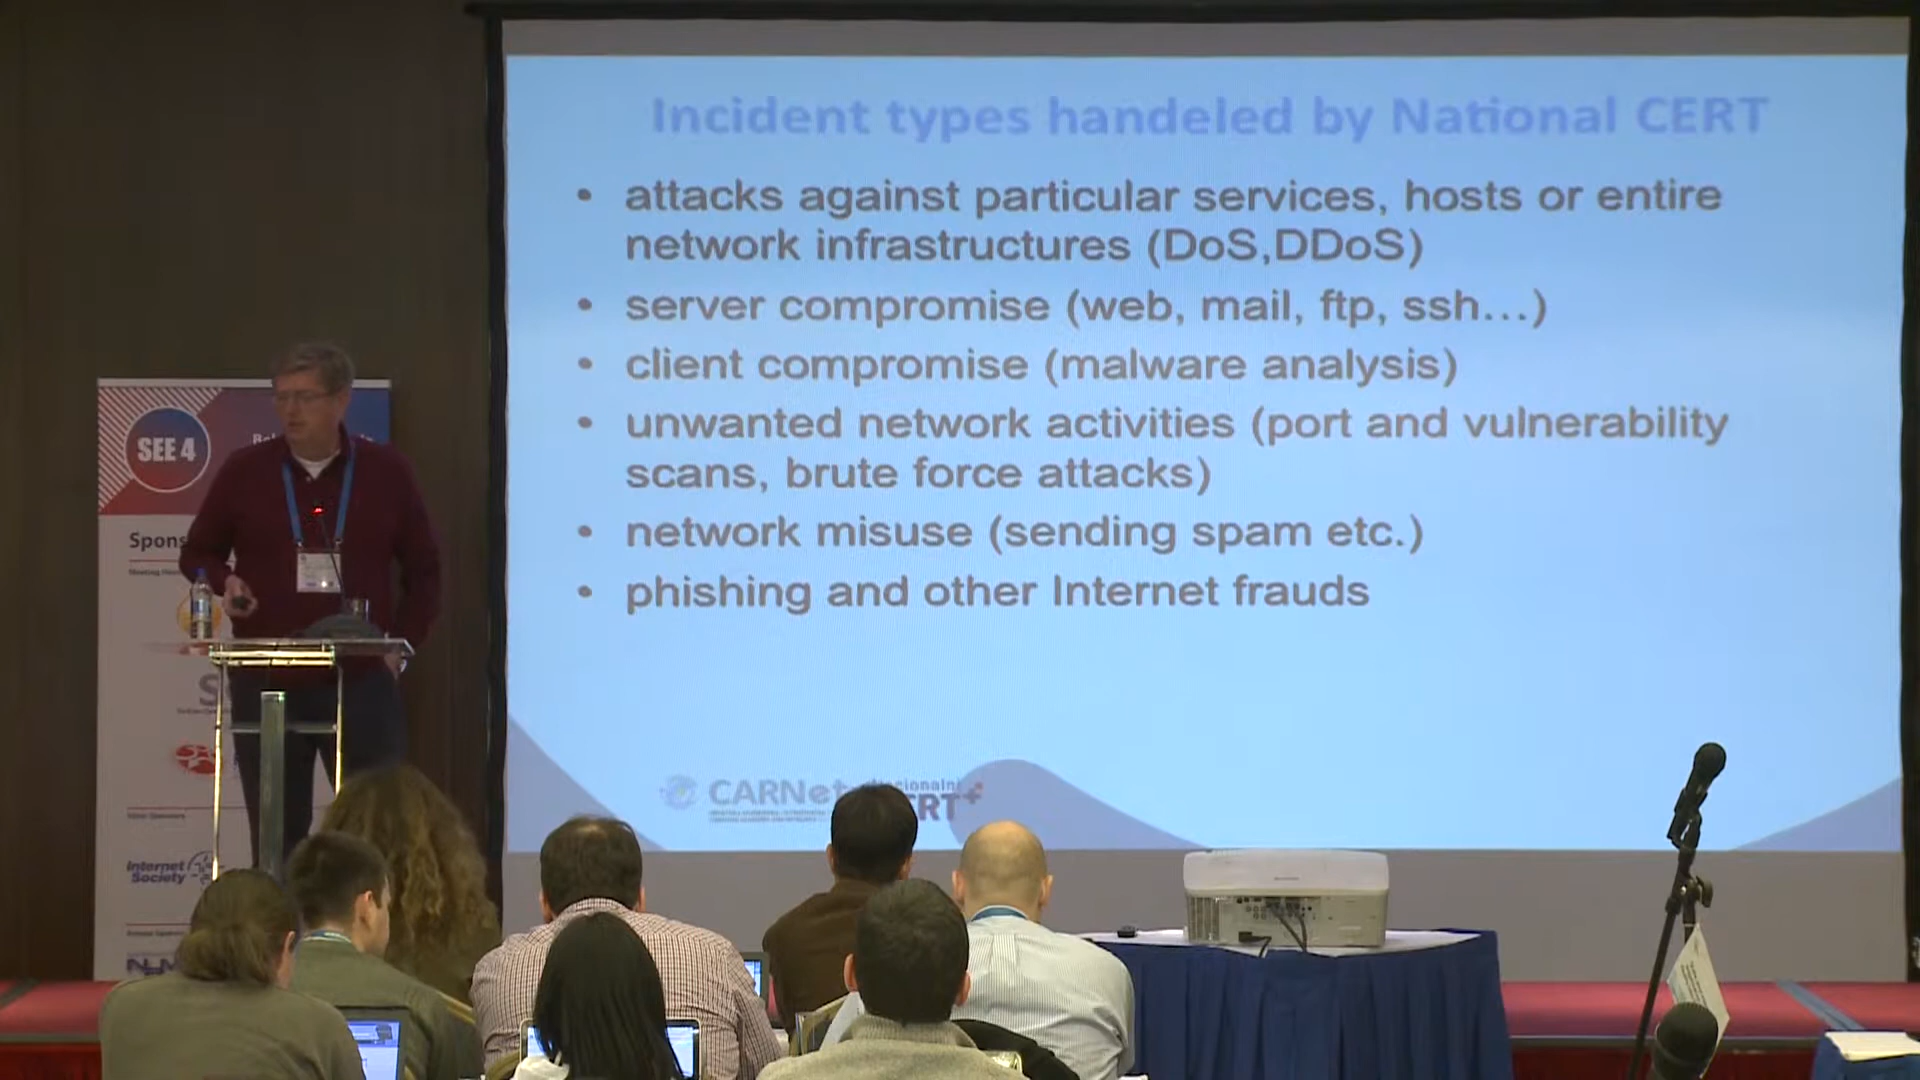 Incident types handeled by National CERT
• attacks against particular services, hosts or entire
network infrastructures (DoS,DDoS)
• server compromise (web, mail, ftp, ssh...)
• client compromise (malware analysis)
• unwanted network activities (port and vulnerability
scans, brute force attacks)
• network misuse (sending spam etc.)
• phishing and other Internet frauds
CARNet
SEE 4
Spons
Internet
Society